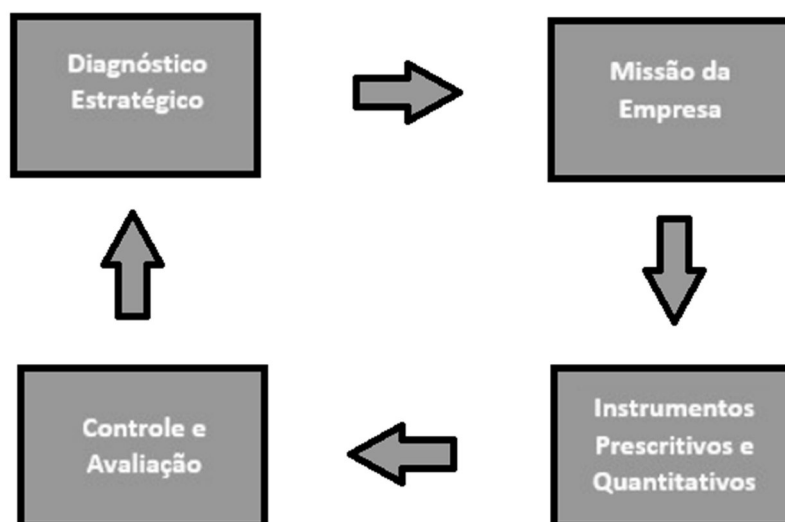 Diagnóstico
Estratégico
Missão da
Empresa
Instrumentos
Prescritivos e
Quantitativos
Controle e
Avaliação